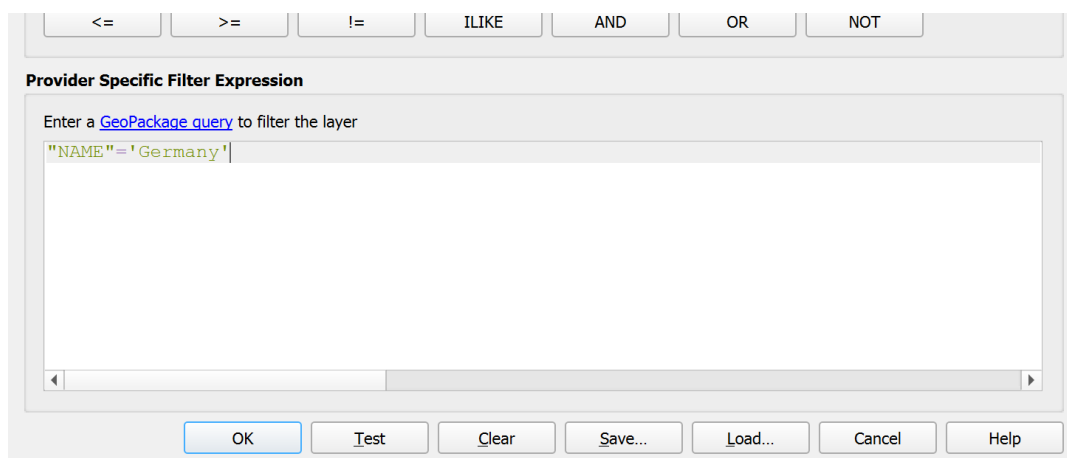 <= >= != ILIKE AND OR NOT
Provider Specific Filter Expression
Enter a GeoPackage query to filter the layer
"NAME"='Germany'
OK Test Clear Save... Load... Cancel Help